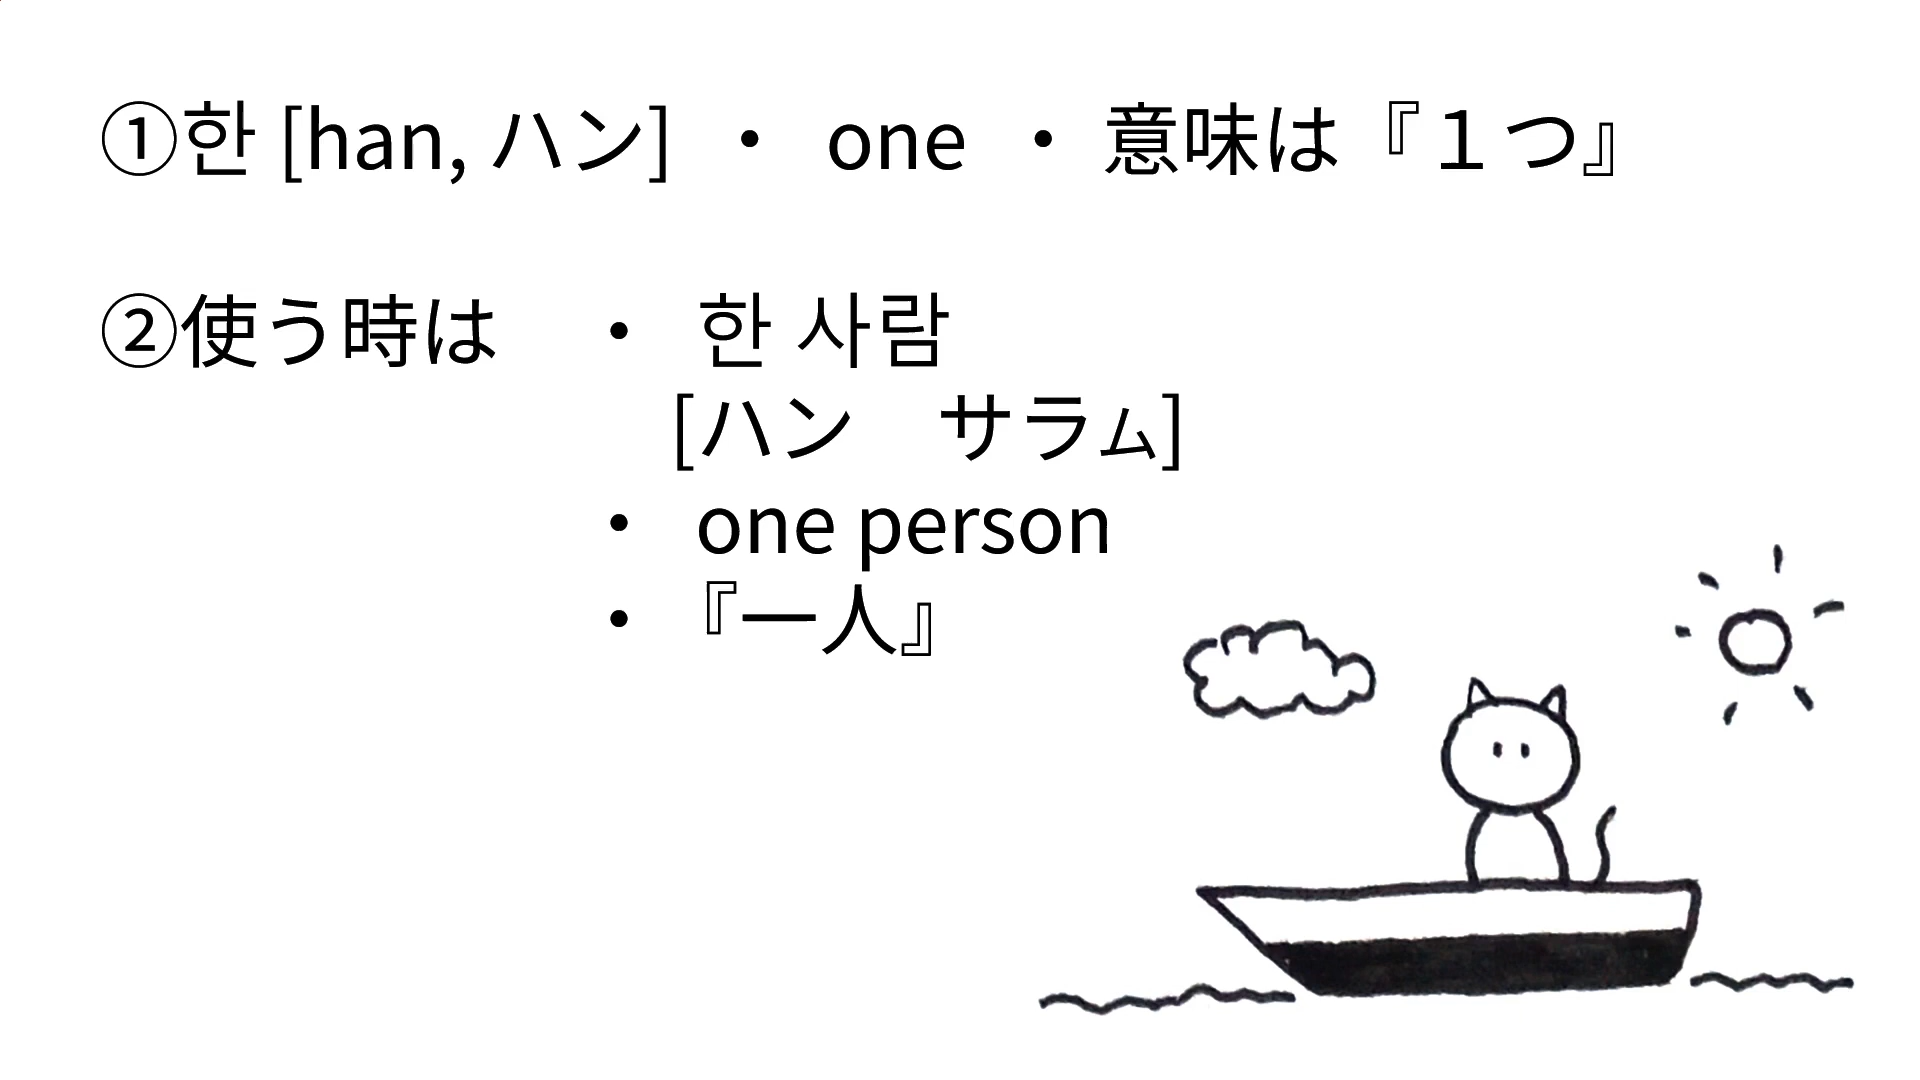 ①한 [han, ハン] ・ one ・意味は『１つ』
②使う時は ・ 한 사람
[ハン　サラㇺ]
・ one person
・『一人』